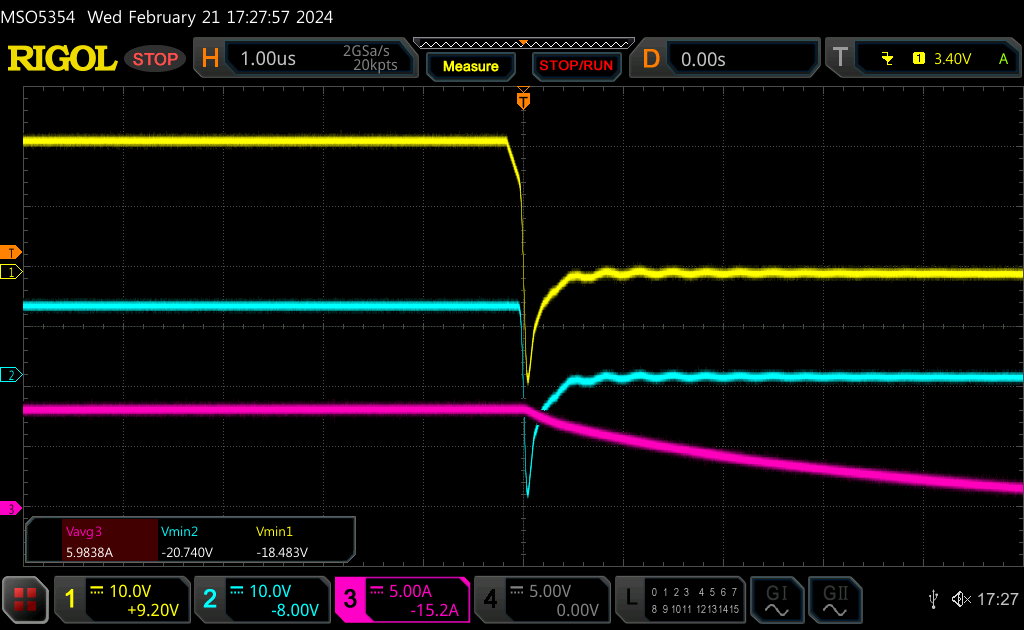 MSO5354 Wed February 21 17:27:57 2024
RIGOL STOP H 1.00us 2GSa/s 20kpts Measure STOP/RUN D 0.00s T 1 3.40V A
T
T
1
2
3
Vavg3 Vmin2 Vmin1
5.9838A -20.740V -18.483V
1 10.0V +9.20V 2 10.0V -8.00V 3 5.00A -15.2A 4 5.00V 0.00V L 0 1 2 3 4 5 6 7 8 9 10 11 12 13 14 15 GI GII 17:27